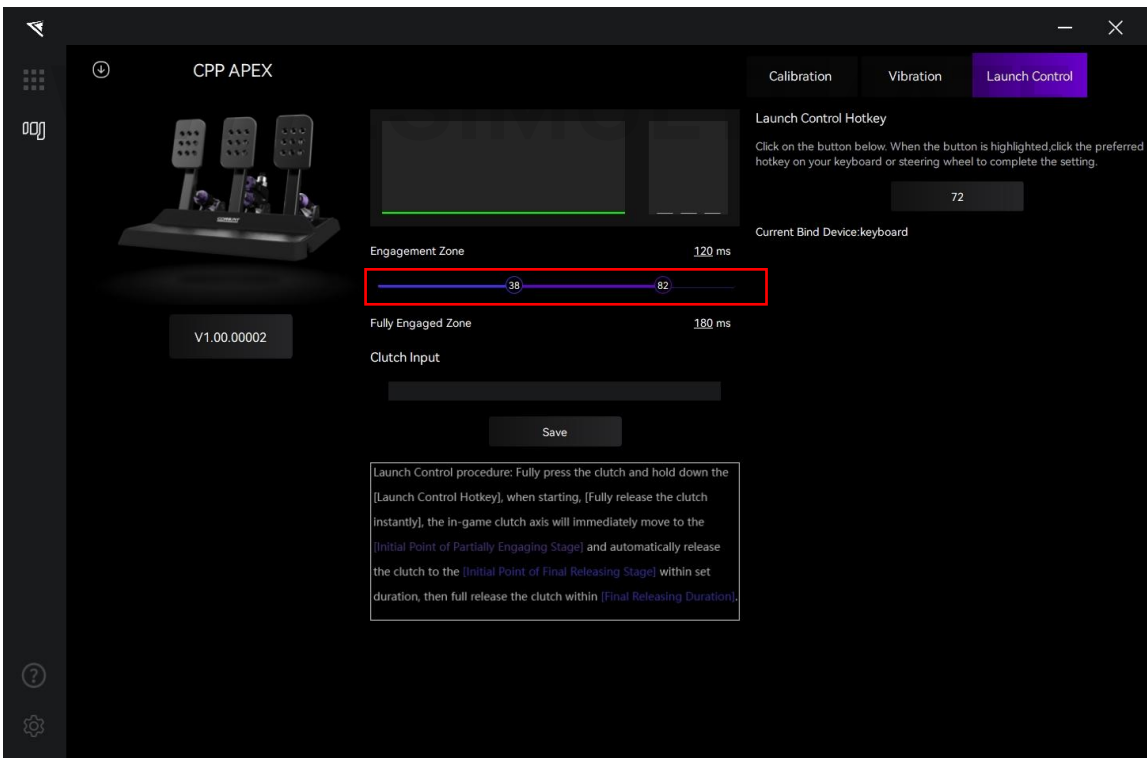 CPP APEX
Calibration
Vibration
Launch Control
Launch Control Hotkey
Click on the button below. When the button is highlighted,click the preferred
hotkey on your keyboard or steering wheel to complete the setting.
72
Current Bind Device:keyboard
Engagement Zone
120 ms
38
82
Fully Engaged Zone
180 ms
V1.00.00002
Clutch Input
Save
Launch Control procedure: Fully press the clutch and hold down the
[Launch Control Hotkey], when starting, [Fully release the clutch
instantly], the in-game clutch axis will immediately move to the
[Initial Point of Partially Engaging Stage] and automatically release
the clutch to the [Initial Point of Final Releasing Stage] within set
duration, then full release the clutch within [Final Releasing Duration].